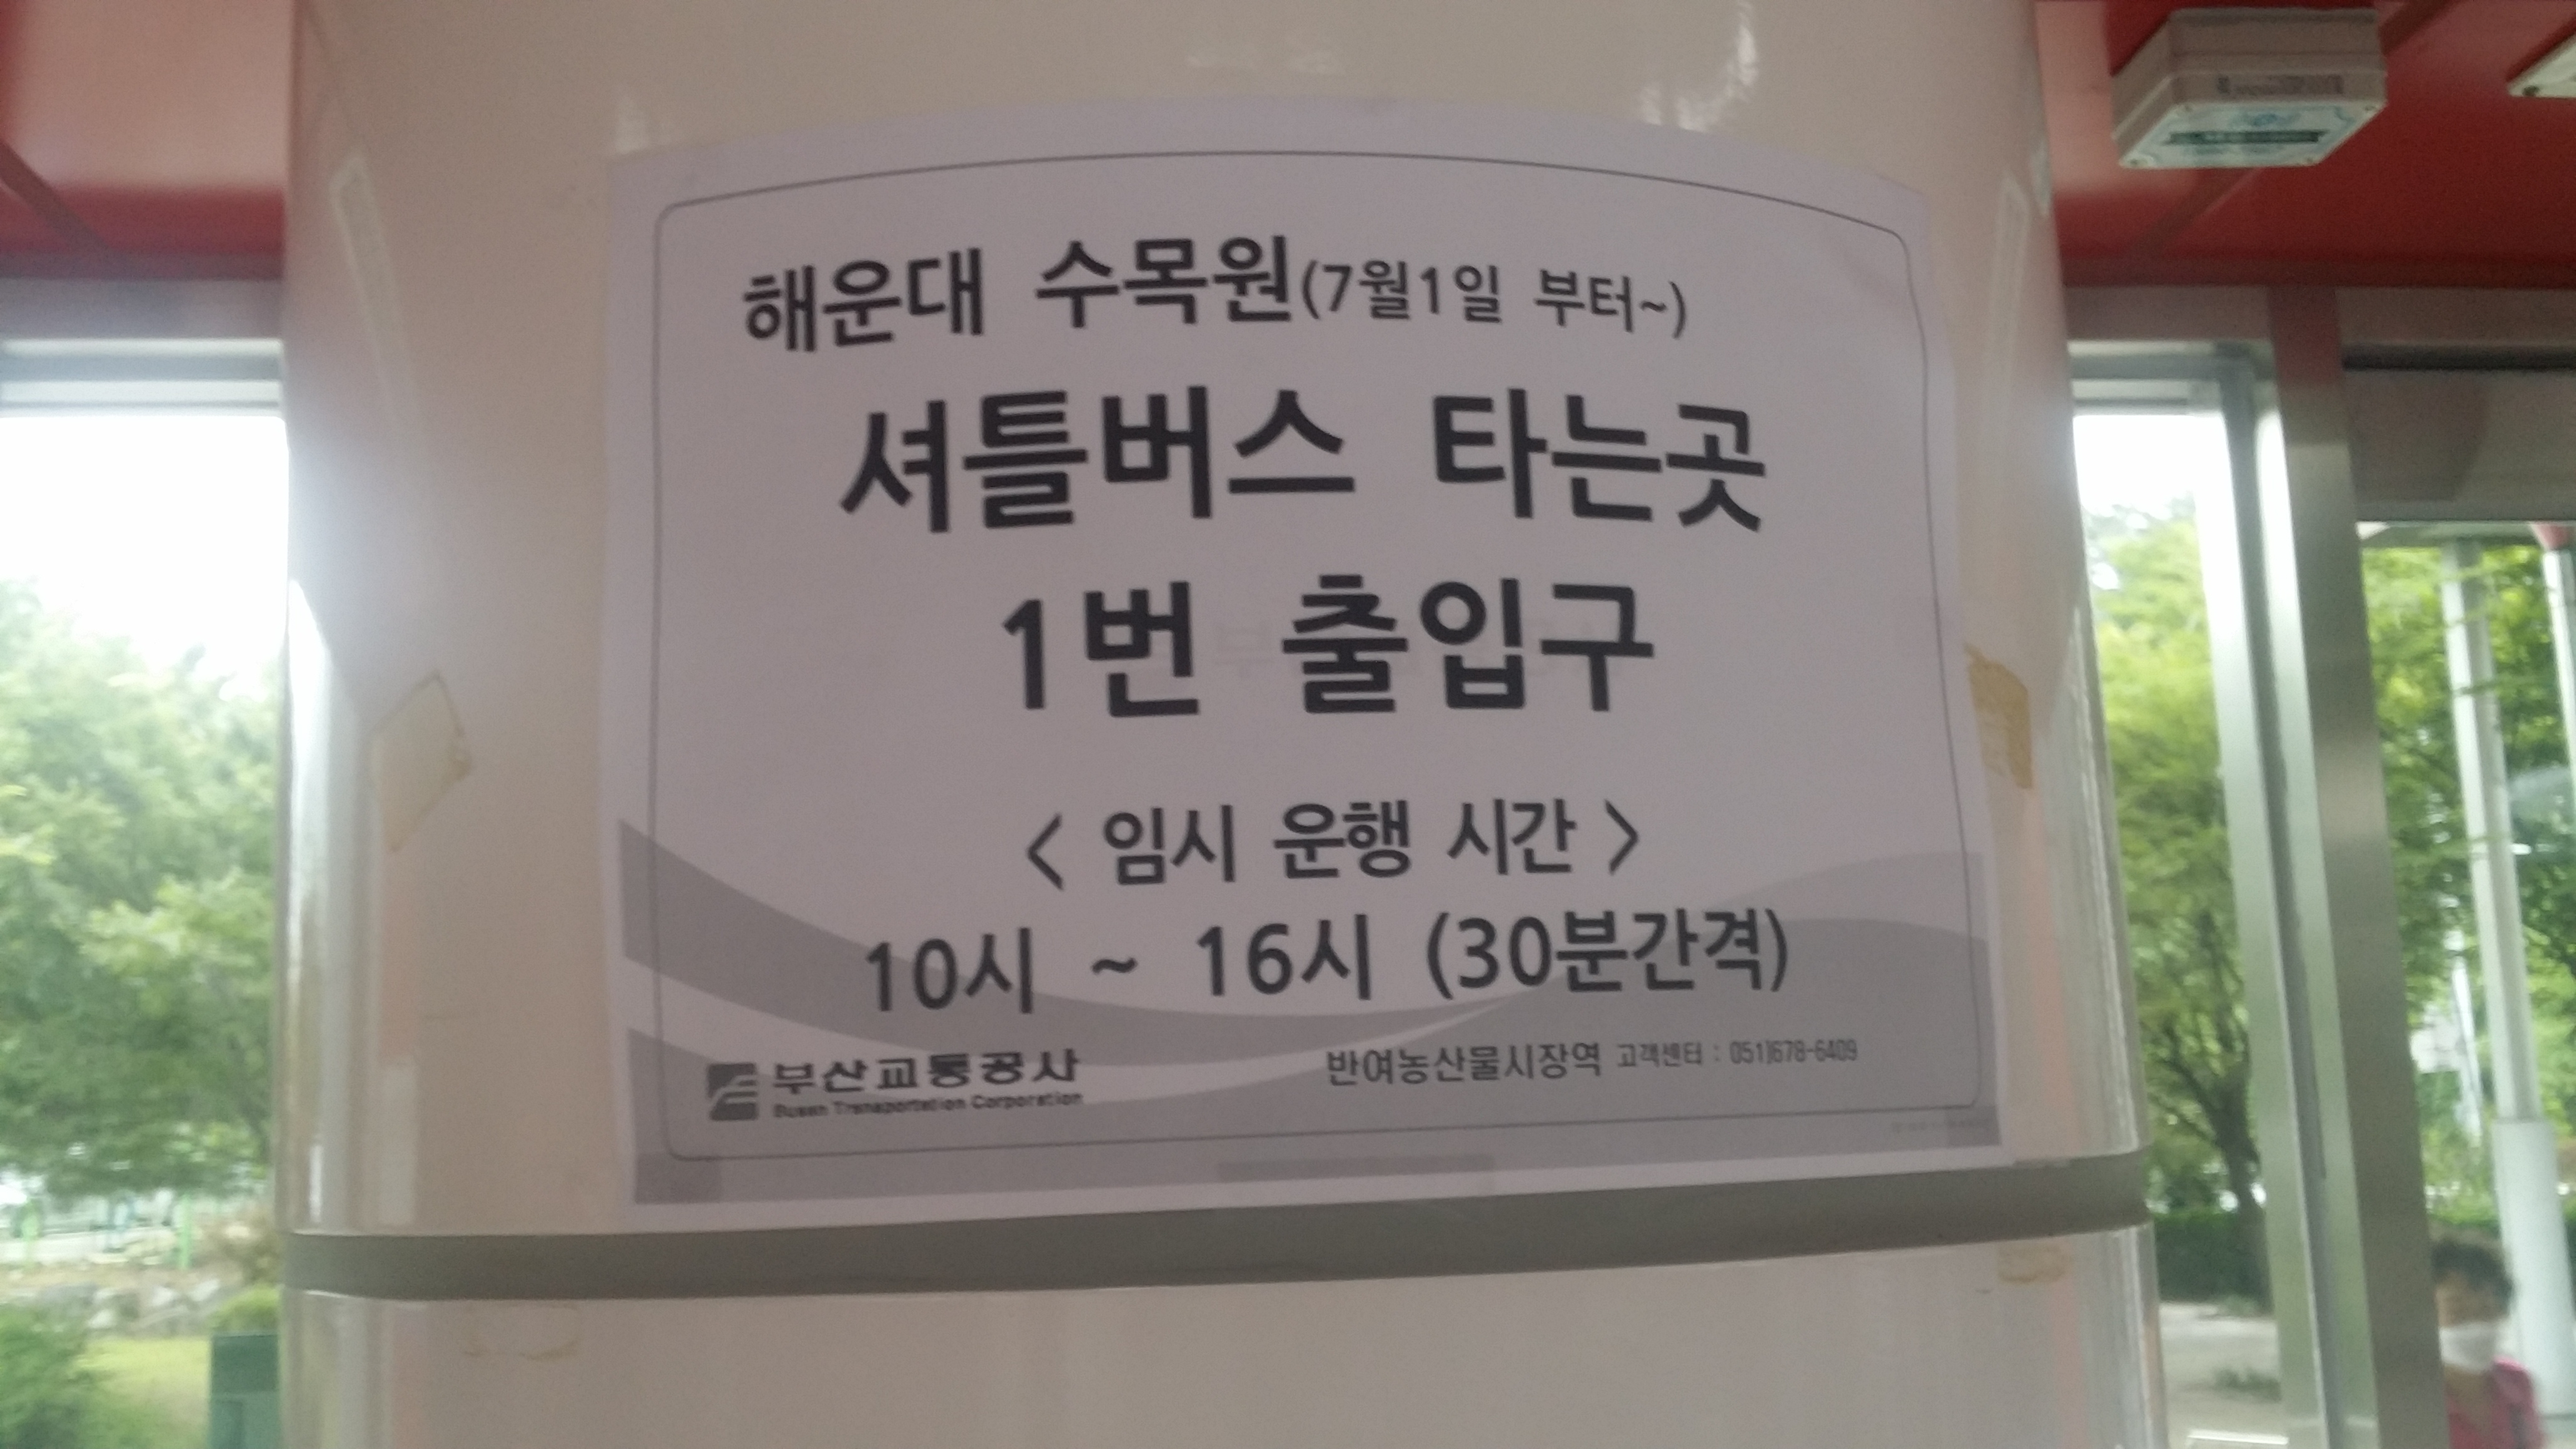 해운대 수목원(7월1일 부터~)
셔틀버스 타는곳
1번 출입구
< 임시 운행 시간 >
10시 ~ 16시 (30분간격)
부산교통공사
Busan Transportation Corporation
반여농산물시장역 고객센터 : 051)678-6409